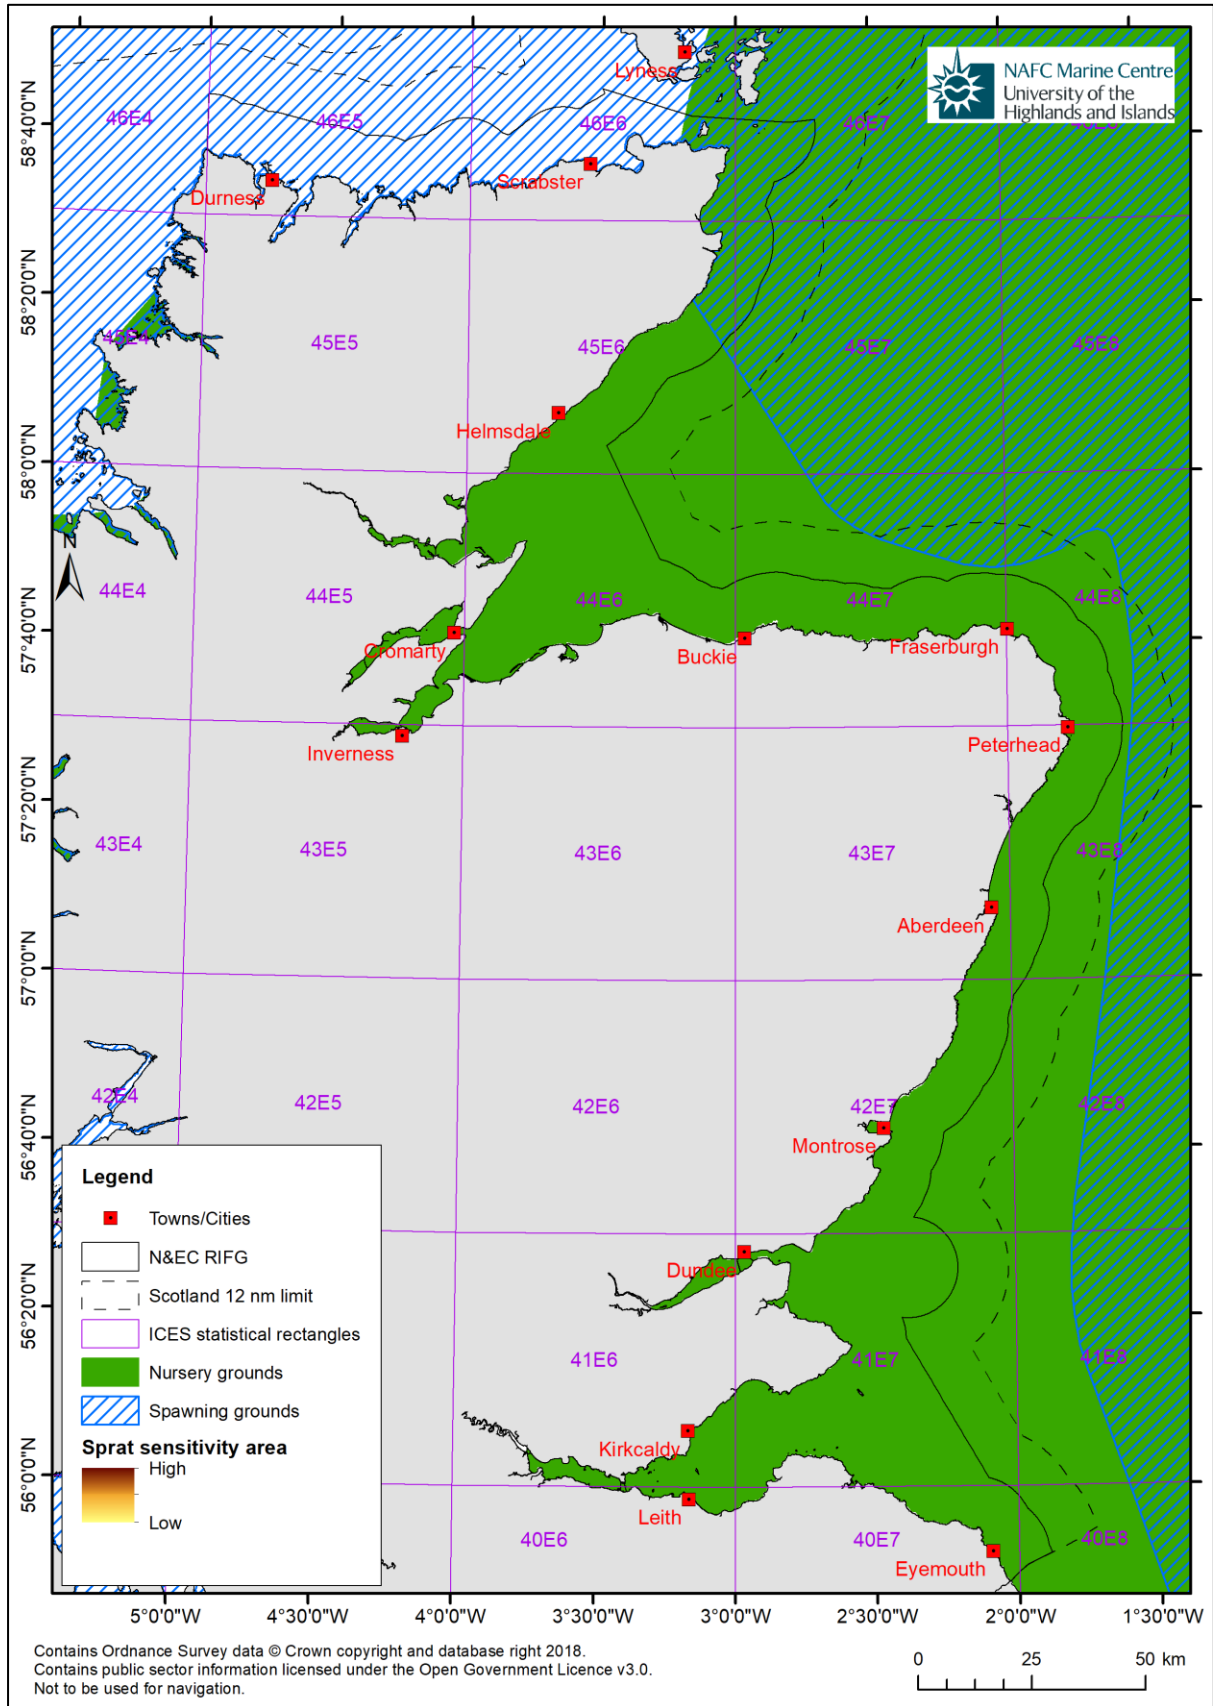 NAFC Marine Centre
University of the
Highlands and Islands
Lyness
46E4
46E5
46E6
46E7
58°40'0"N
Durness
Scrabster
58°20'0"N
45E4
45E5
45E6
45E7
45E8
Helmsdale
58°0'0"N
N
44E4
44E5
44E6
44E7
44E8
57°40'0"N
Cromarty
Buckie
Fraserburgh
Inverness
Peterhead
57°20'0"N
43E4
43E5
43E6
43E7
43E8
Aberdeen
57°0'0"N
42E4
42E5
42E6
42E7
42E8
56°40'0"N
Montrose
Legend
Towns/Cities
N&EC RIFG
Scotland 12 nm limit
ICES statistical rectangles
Nursery grounds
Spawning grounds
Sprat sensitivity area
High
Low
Dundee
56°20'0"N
41E6
41E7
41E8
Kirkcaldy
56°0'0"N
Leith
40E6
40E7
40E8
Eyemouth
5°0'0"W
4°30'0"W
4°0'0"W
3°30'0"W
3°0'0"W
2°30'0"W
2°0'0"W
1°30'0"W
Contains Ordnance Survey data © Crown copyright and database right 2018.
Contains public sector information licensed under the Open Government Licence v3.0.
Not to be used for navigation.
0 25 50 km